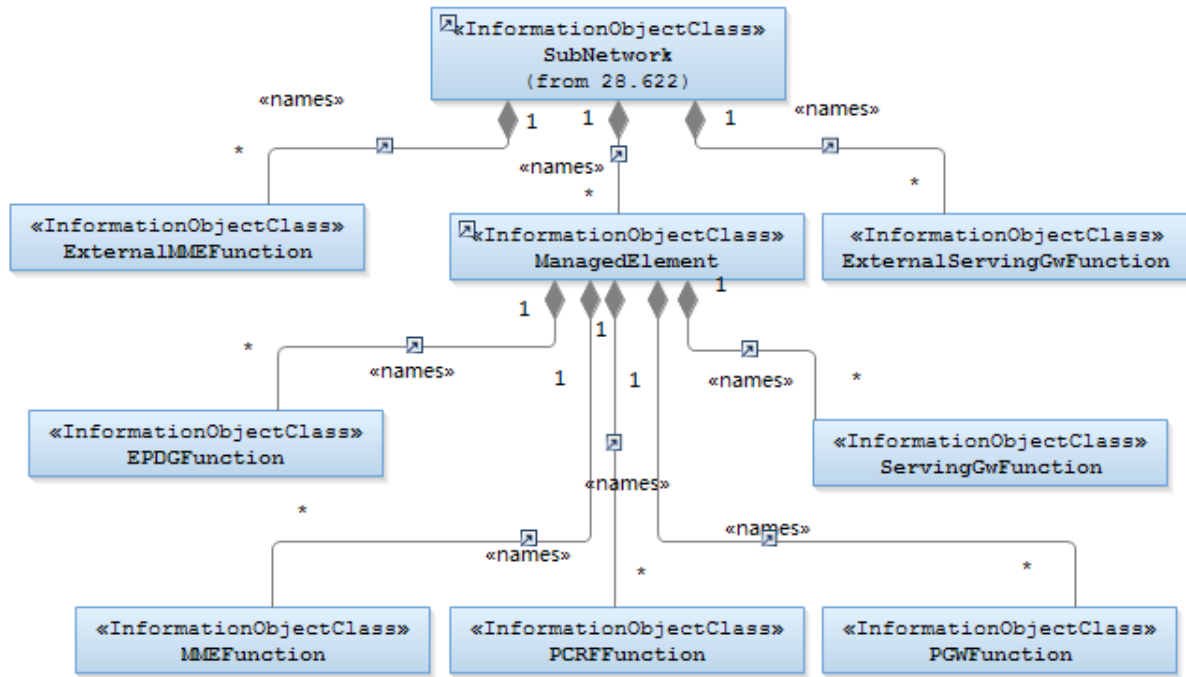 «InformationObjectClass»
SubNetwork
(from 28.622)
«names»
1
1
1
«names»
*
«names»
*
*
«InformationObjectClass»
ExternalMMEFunction
«InformationObjectClass»
ManagedElement
«InformationObjectClass»
ExternalServingGwFunction
1
1
1
*
«names»
1
1
«names»
*
«InformationObjectClass»
EPDGFunction
«InformationObjectClass»
ServingGwFunction
«names»
*
«names»
«names»
*
*
«InformationObjectClass»
MMEFunction
«InformationObjectClass»
PCRFFunction
«InformationObjectClass»
PGWFunction